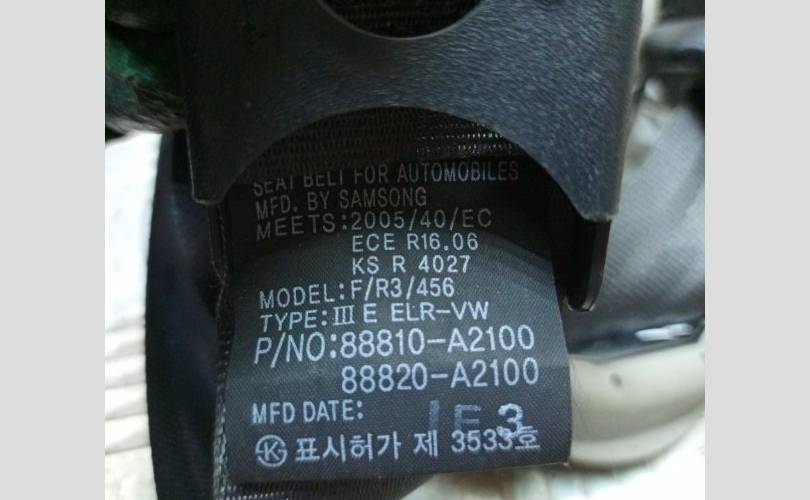 SEAT BELT FOR AUTOMOBILES
MFD. BY SAMSONG
MEETS:2005/40/EC
ECE R16.06
KS R 4027
MODEL:F/R3/456
TYPE:Ⅲ E ELR-VW
P/NO:88810-A2100
88820-A2100
MFD DATE: 1E 3
표시허가 제 3533호